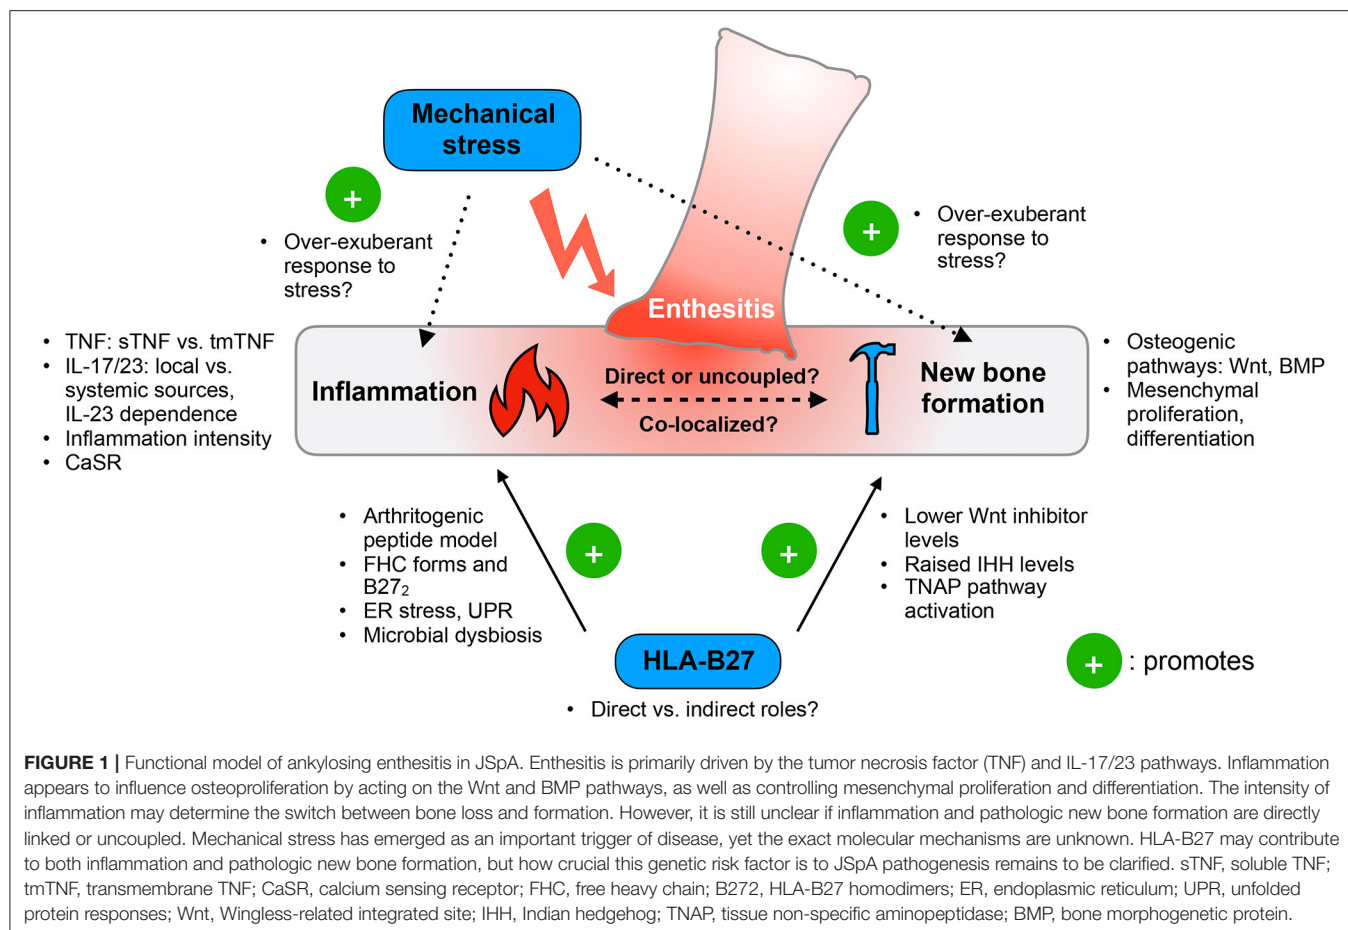 Mechanical
stress
+
• Over-exuberant
response to
stress?
+
• Over-exuberant
response to
stress?
Enthesitis
• TNF: sTNF vs. tmTNF
• IL-17/23: local vs.
systemic sources,
IL-23 dependence
• Inflammation intensity
• CaSR
Inflammation
Direct or uncoupled?
Co-localized?
New bone
formation
• Osteogenic
pathways: Wnt, BMP
• Mesenchymal
proliferation,
differentiation
• Arthritogenic
peptide model
• FHC forms and
B27₂
• ER stress, UPR
• Microbial dysbiosis
+
+
• Lower Wnt inhibitor
levels
• Raised IHH levels
• TNAP pathway
activation
HLA-B27
• Direct vs. indirect roles?
+ : promotes
FIGURE 1 | Functional model of ankylosing enthesitis in JSpA. Enthesitis is primarily driven by the tumor necrosis factor (TNF) and IL-17/23 pathways. Inflammation
appears to influence osteoproliferation by acting on the Wnt and BMP pathways, as well as controlling mesenchymal proliferation and differentiation. The intensity of
inflammation may determine the switch between bone loss and formation. However, it is still unclear if inflammation and pathologic new bone formation are directly
linked or uncoupled. Mechanical stress has emerged as an important trigger of disease, yet the exact molecular mechanisms are unknown. HLA-B27 may contribute
to both inflammation and pathologic new bone formation, but how crucial this genetic risk factor is to JSpA pathogenesis remains to be clarified. sTNF, soluble TNF;
tmTNF, transmembrane TNF; CaSR, calcium sensing receptor; FHC, free heavy chain; B272, HLA-B27 homodimers; ER, endoplasmic reticulum; UPR, unfolded
protein responses; Wnt, Wingless-related integrated site; IHH, Indian hedgehog; TNAP, tissue non-specific aminopeptidase; BMP, bone morphogenetic protein.